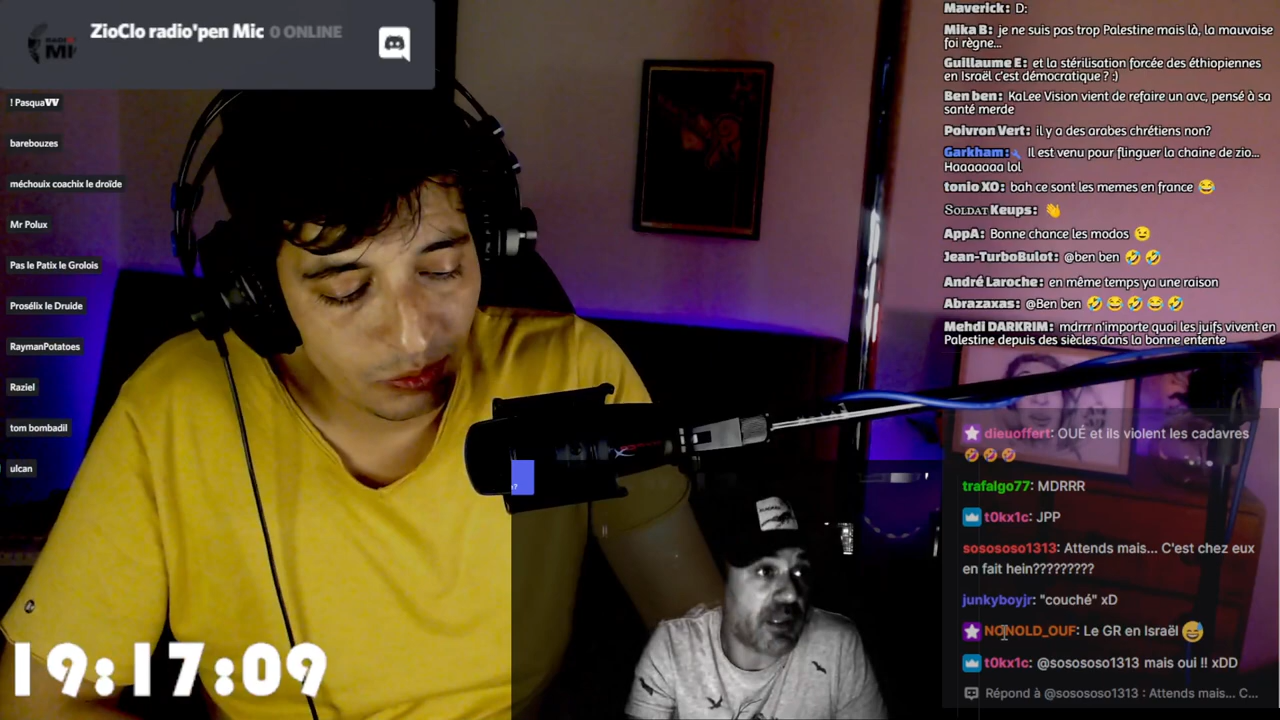 ZioClo radio'pen Mic 0 ONLINE
MI
! PasquaVV
barebouzes
méchouix coachix le droïde
Mr Polux
Pas le Patix le Grolois
Prosélix le Druide
RaymanPotatoes
Raziel
tom bombadil
ulcan
19:17:09
Maverick: D:
Mika B: je ne suis pas trop Palestine mais là, la mauvaise
foi règne...
Guillaume E: et la stérilisation forcée des éthiopiennes
en Israël c'est démocratique ? :)
Ben ben: KaLee Vision vient de refaire un avc, pensé à sa
santé merde
Poivron Vert: il y a des arabes chrétiens non?
Garkham: Il est venu pour flinguer la chaine de zio...
Haaaaaaa lol
tonio XO: bah ce sont les memes en france 😂
Soldat Keups: 👋
AppA: Bonne chance les modos 😉
Jean-TurboBulot: @ben ben 🤣 🤣
André Laroche: en même temps ya une raison
Abrazaxas: @Ben ben 🤣 😂 🤣 😂 🤣
Mehdi DARKRIM: mdrrr n'importe quoi les juifs vivent en
Palestine depuis des siècles dans la bonne entente
dieuoffert: OUÉ et ils violent les cadavres
🤣 🤣 🤣
trafalgo77: MDRRR
t0kx1c: JPP
sosososo1313: Attends mais... C'est chez eux
en fait hein?????????
junkyboyjr: "couché" xD
NONOLD_OUF: Le GR en Israël 😅
t0kx1c: @sosososo1313 mais oui !! xDD
Répond à @sosososo1313 : Attends mais... C...